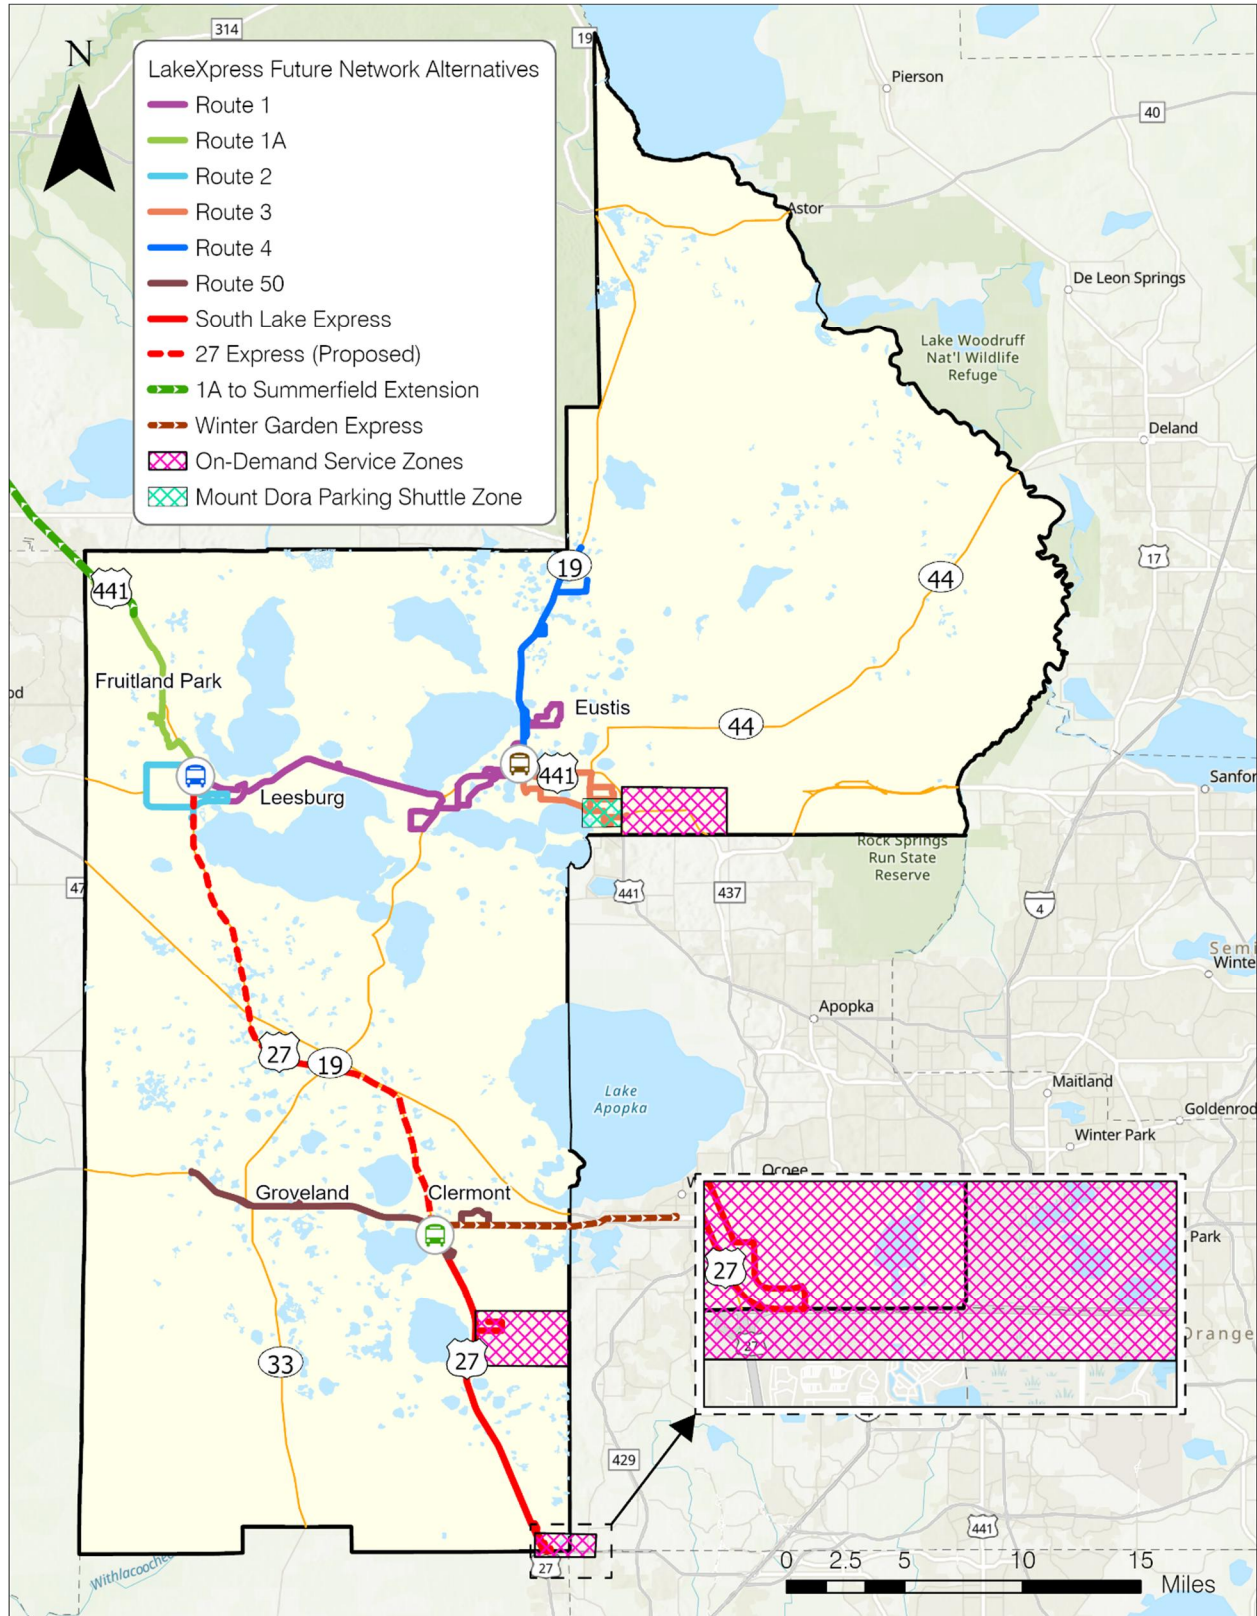 314
19
N
LakeXpress Future Network Alternatives
Route 1
Route 1A
Route 2
Route 3
Route 4
Route 50
South Lake Express
27 Express (Proposed)
1A to Summerfield Extension
Winter Garden Express
On-Demand Service Zones
Mount Dora Parking Shuttle Zone
Pierson
40
Astor
De Leon Springs
Lake Woodruff
Nat'l Wildlife
Refuge
Deland
17
19
44
441
Fruitland Park
od
Eustis
44
441
Leesburg
Sanfor
Rock Springs
Run State
Reserve
47
441
437
4
Semi
Winte
Apopka
27
19
Lake
Apopka
Maitland
Goldenrod
Winter Park
Ocoee
W
Groveland
Clermont
Park
27
27
Orange
33
27
429
441
27
Withlacoochee
0
2.5
5
10
15
Miles